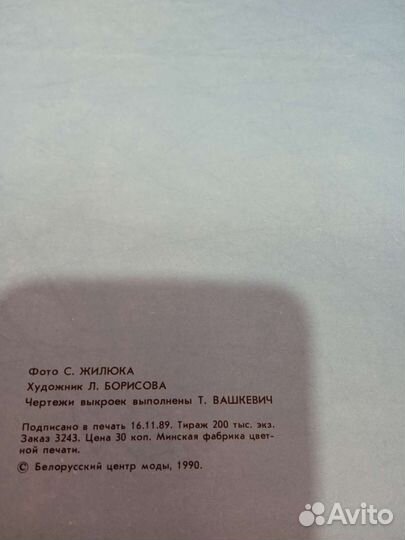 Фото С. ЖИЛЮКА
Художник Л. БОРИСОВА
Чертежи выкроек выполнены Т. ВАШКЕВИЧ
Подписано в печать 16.11.89. Тираж 200 тыс. экз.
Заказ 3243. Цена 30 коп. Минская фабрика цвет-
ной печати.
© Белорусский центр моды, 1990.
Avito